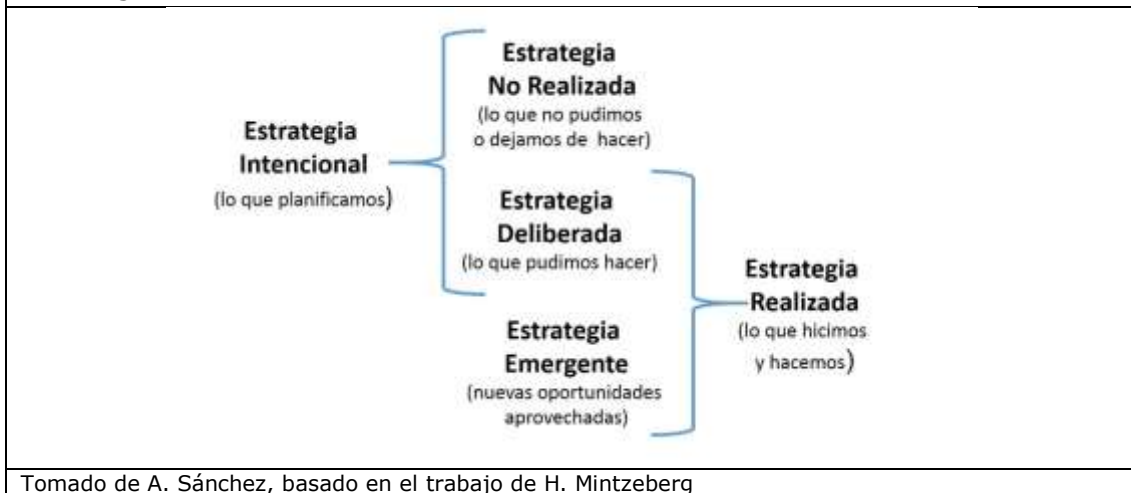 Estrategia
No Realizada
(lo que no pudimos
o dejamos de hacer)
Estrategia
Intencional
(lo que planificamos)
Estrategia
Deliberada
(lo que pudimos hacer)
Estrategia
Realizada
(lo que hicimos
y hacemos)
Estrategia
Emergente
(nuevas oportunidades
aprovechadas)
Tomado de A. Sánchez, basado en el trabajo de H. Mintzeberg